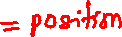 = position